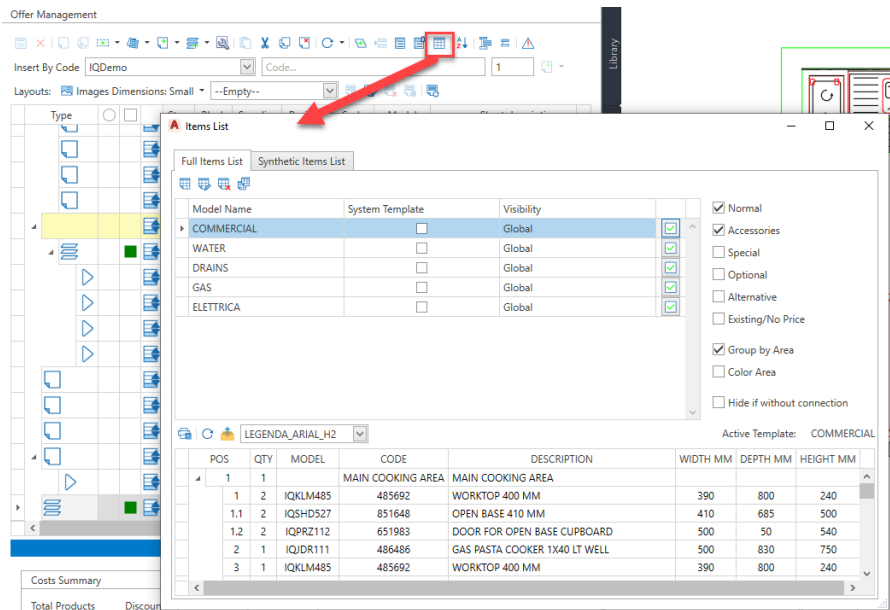 Offer Management
Insert By Code IQDemo Code... 1
Layouts: Images Dimensions: Small --Empty--
Library
Type
Items List
Full Items List Synthetic Items List
Model Name System Template Visibility
COMMERCIAL Global
WATER Global
DRAINS Global
GAS Global
ELETTRICA Global
Normal
Accessories
Special
Optional
Alternative
Existing/No Price
Group by Area
Color Area
Hide if without connection
LEGENDA_ARIAL_H2 Active Template: COMMERCIAL
POS QTY MODEL CODE DESCRIPTION WIDTH MM DEPTH MM HEIGHT MM
1 1 MAIN COOKING AREA MAIN COOKING AREA
1 2 IQKLM485 485692 WORKTOP 400 MM 390 800 240
1.1 2 IQSHD527 851648 OPEN BASE 410 MM 410 685 500
1.2 2 IQPRZ112 651983 DOOR FOR OPEN BASE CUPBOARD 500 50 540
2 1 IQJDR111 486486 GAS PASTA COOKER 1X40 LT WELL 500 830 750
3 1 IQKLM485 485692 WORKTOP 400 MM 390 800 240
Costs Summary
Total Products